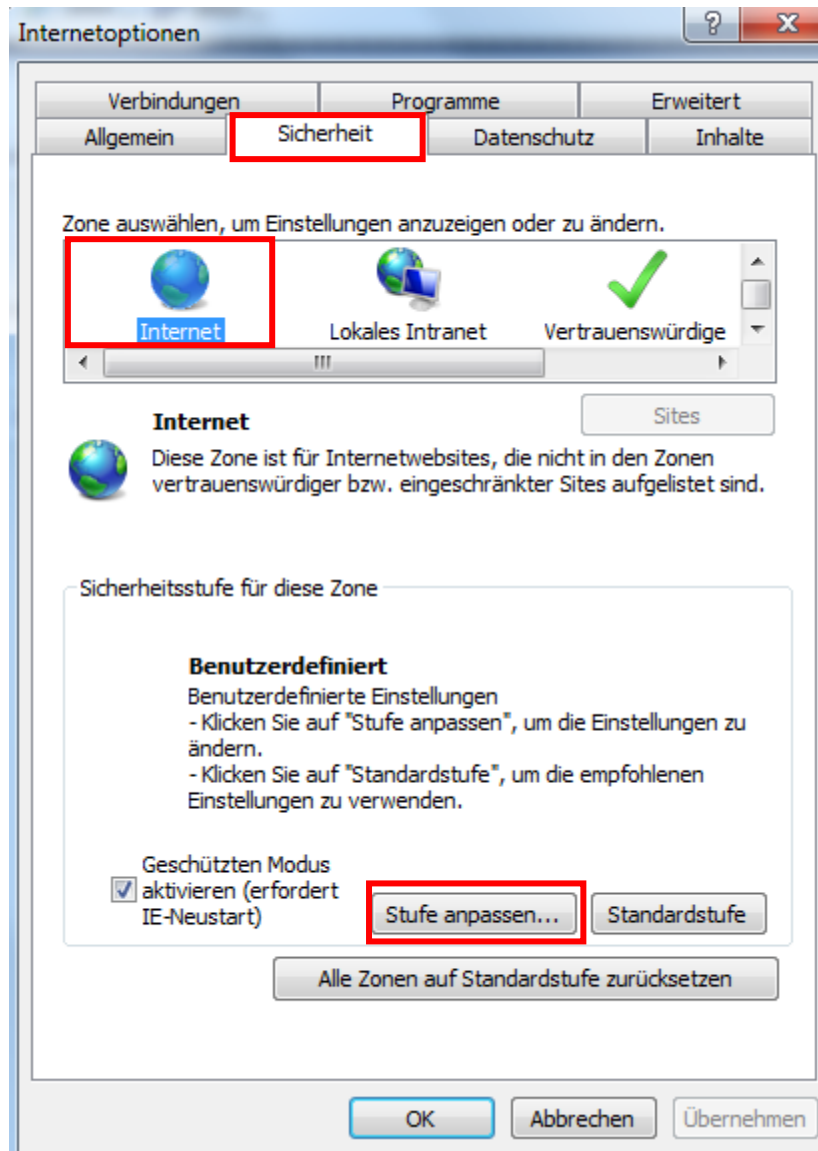 Internetoptionen
Verbindungen Programme Erweitert
Allgemein Sicherheit Datenschutz Inhalte
Zone auswählen, um Einstellungen anzuzeigen oder zu ändern.
Internet Lokales Intranet Vertrauenswürdige
Internet
Sites
Diese Zone ist für Internetwebsites, die nicht in den Zonen
vertrauenswürdiger bzw. eingeschränkter Sites aufgelistet sind.
Sicherheitsstufe für diese Zone
Benutzerdefiniert
Benutzerdefinierte Einstellungen
- Klicken Sie auf "Stufe anpassen", um die Einstellungen zu
ändern.
- Klicken Sie auf "Standardstufe", um die empfohlenen
Einstellungen zu verwenden.
Geschützten Modus
aktivieren (erfordert
IE-Neustart)
Stufe anpassen... Standardstufe
Alle Zonen auf Standardstufe zurücksetzen
OK Abbrechen Übernehmen